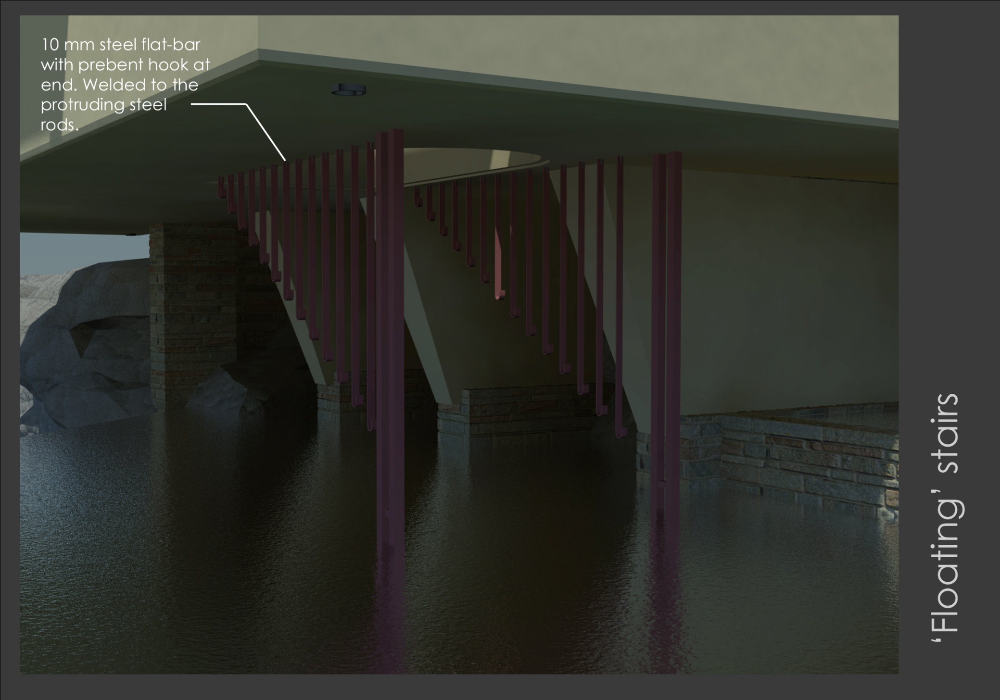 10 mm steel flat-bar
with prebent hook at
end. Welded to the
protruding steel
rods.
‘Floating’ stairs